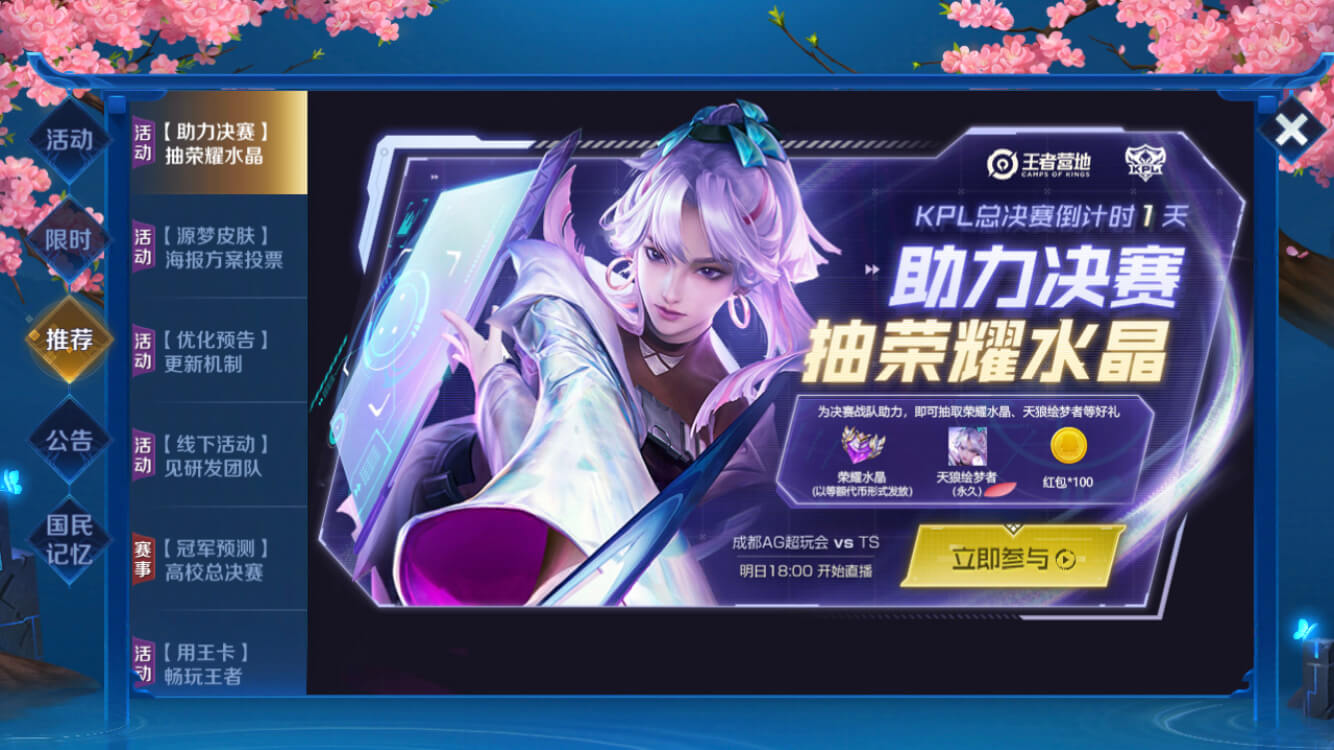 活动
限时
推荐
公告
国民
记忆
活动
【助力决赛】
抽荣耀水晶
活动
【源梦皮肤】
海报方案投票
活动
【优化预告】
更新机制
活动
【线下活动】
见研发团队
赛事
【冠军预测】
高校总决赛
活动
【用王卡】
畅玩王者
王者营地
CAMPS OF KINGS
KPL
KPL总决赛倒计时1天
助力决赛
抽荣耀水晶
为决赛战队助力，即可抽取荣耀水晶、天狼绘梦者等好礼
荣耀水晶
(以等额代币形式发放)
天狼绘梦者
(永久)
红包*100
成都AG超玩会 vs TS
明日18:00 开始直播
立即参与